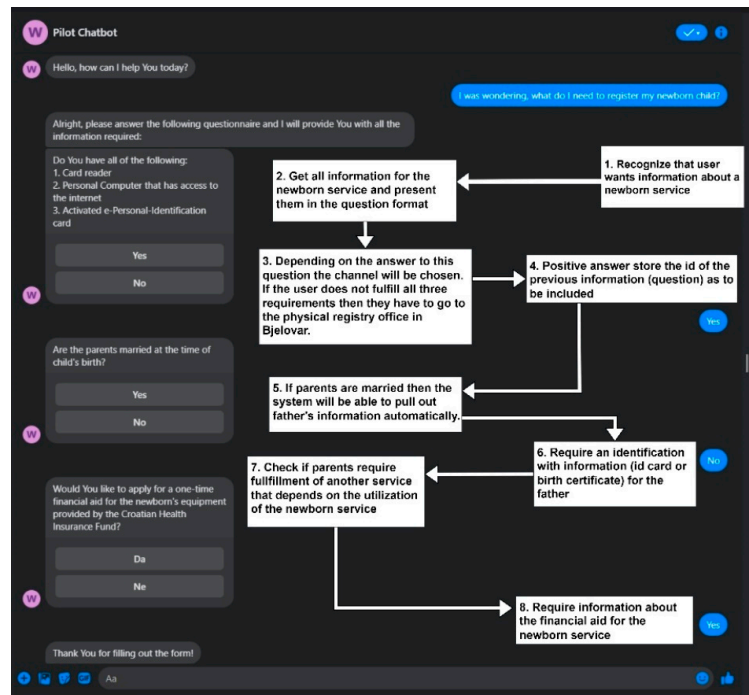 W Pilot Chatbot
W Hello, how can I help You today?
I was wondering, what do I need to register my newborn child?
Alright, please answer the following questionnaire and I will provide You with all the
information required:
Do You have all of the following:
1. Card reader
2. Personal Computer that has access to
the internet
3. Activated e-Personal-Identification
card
Yes
No
W
1. Recognize that user
wants information about a
newborn service
2. Get all information for the
newborn service and present
them in the question format
3. Depending on the answer to this
question the channel will be chosen.
If the user does not fulfill all three
requirements then they have to go to
the physical registry office in
Bjelovar.
4. Positive answer store the id of the
previous information (question) as to
be included
Yes
Are the parents married at the time of
child's birth?
Yes
No
W
5. If parents are married then the
system will be able to pull out
father's information automatically.
6. Require an identification
with information (id card or
birth certificate) for the
father
No
7. Check if parents require
fullfillment of another service
that depends on the utilization
of the newborn service
Would You like to apply for a one-time
financial aid for the newborn's equipment
provided by the Croatian Health
Insurance Fund?
Da
Ne
W
8. Require information about
the financial aid for the
newborn service
Yes
Thank You for filling out the form!
GIF
Aa